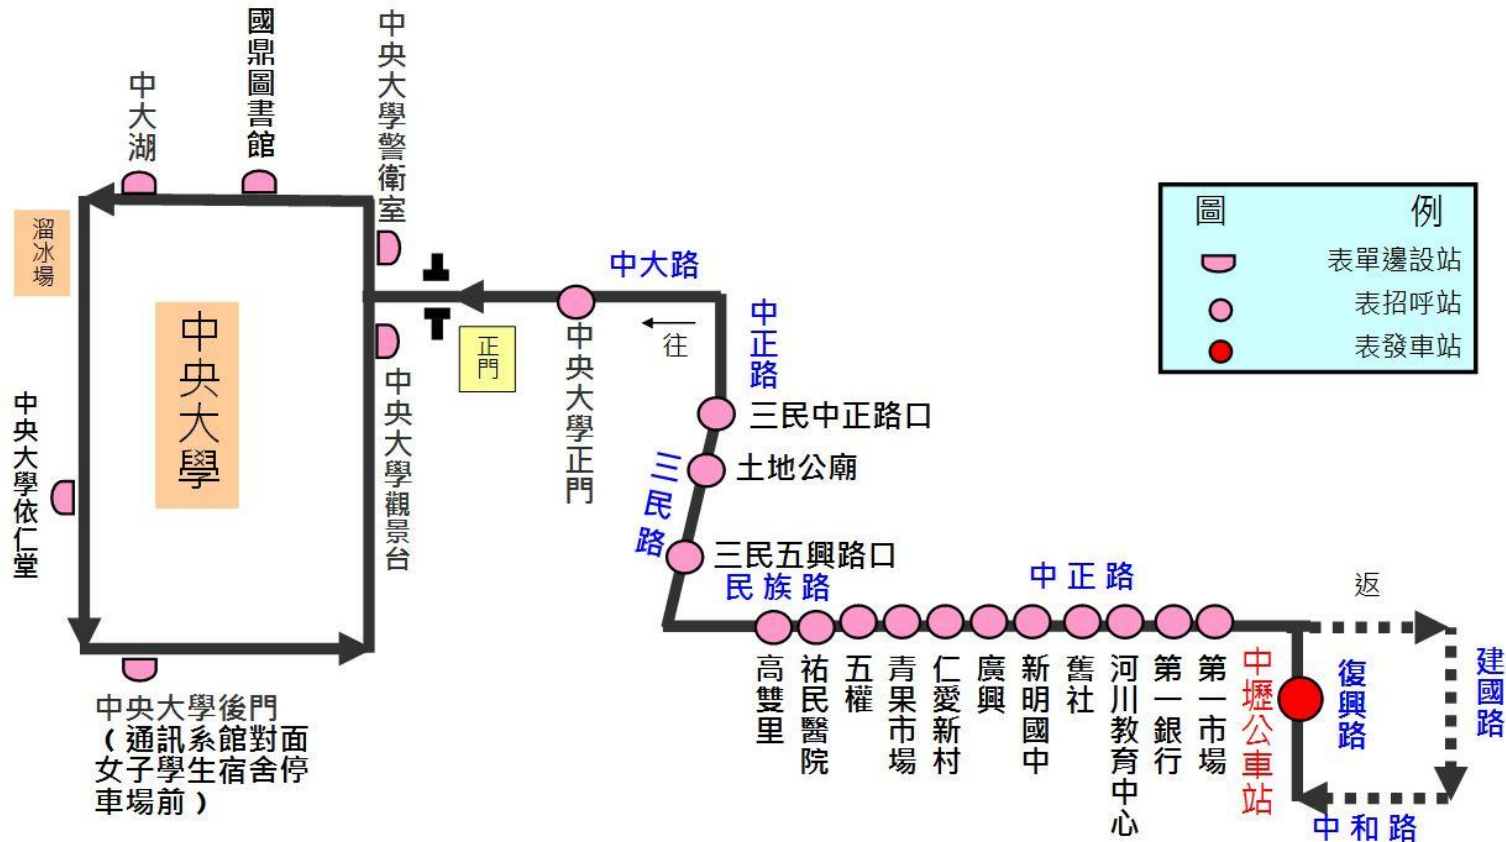 國鼎圖書館
中央大學警衛室
中大湖
溜冰場
中央大學
中央大學依仁堂
中央大學後門
(通訊系館對面
女子學生宿舍停
車場前)
中央大學觀景台
正門
中央大學正門
中大路
往
中正路
三民中正路口
土地公廟
三民路
三民五興路口
民族路
中正路
高雙里
祐民醫院
五權
青果市場
仁愛新村
廣興
新明國中
舊社
河川教育中心
第一銀行
第一市場
中壢公車站
復興路
返
建國路
中和路
圖 例
表單邊設站
表招呼站
表發車站